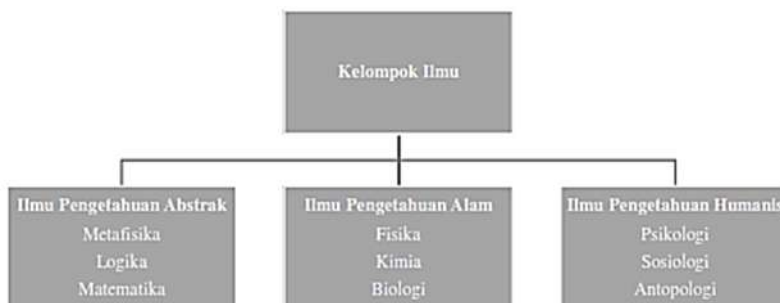 Kelompok Ilmu
Ilmu Pengetahuan Abstrak
Metafisika
Logika
Matematika
Ilmu Pengetahuan Alam
Fisika
Kimia
Biologi
Ilmu Pengetahuan Humanis
Psikologi
Sosiologi
Antopologi